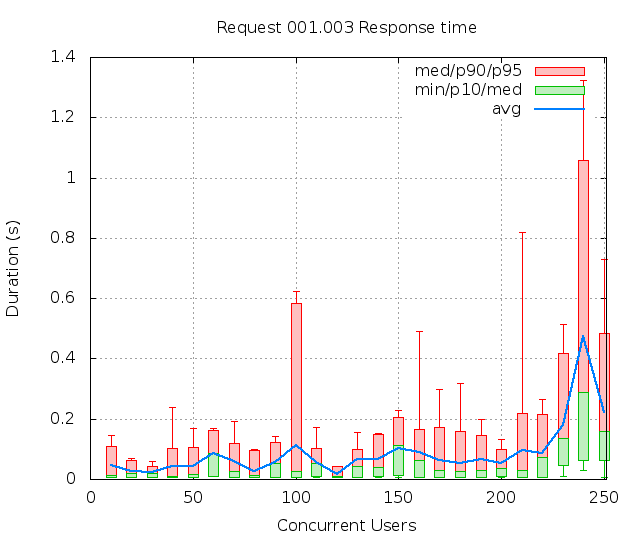 Request 001.003 Response time
med/p90/p95
min/p10/med
avg
Duration (s)
1.4
1.2
1
0.8
0.6
0.4
0.2
0
0 50 100 150 200 250
Concurrent Users